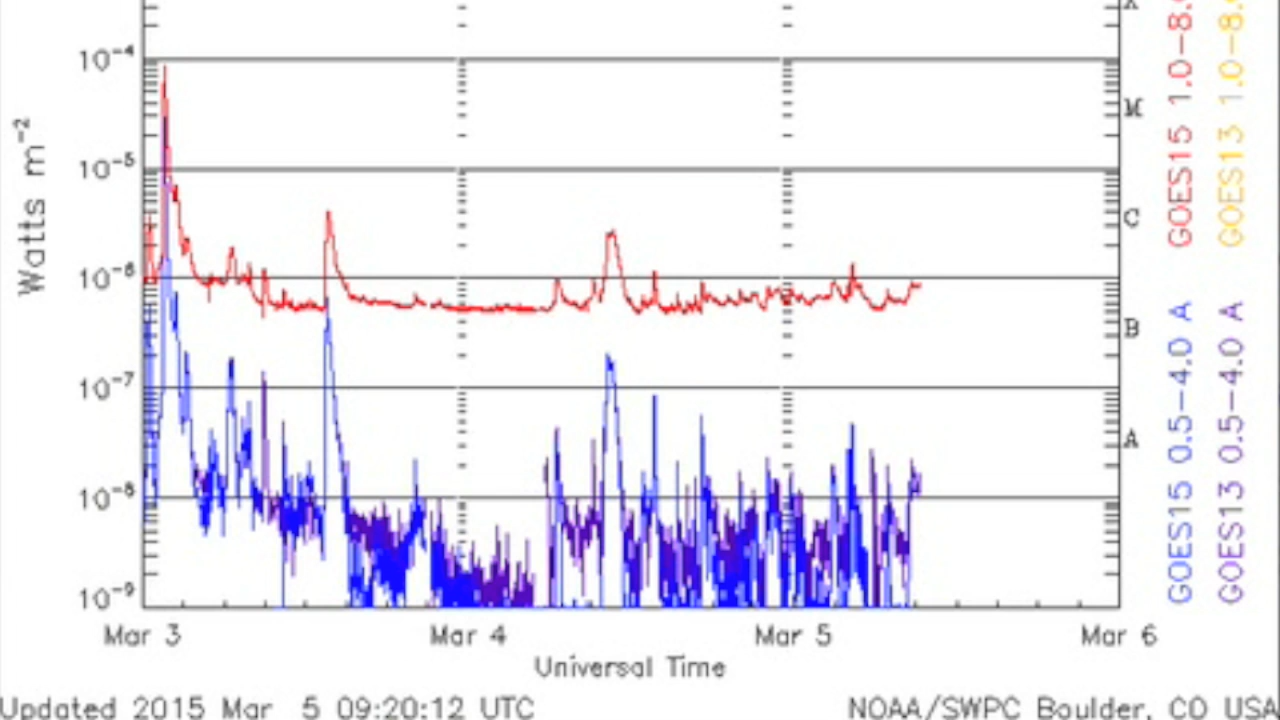 X
10⁻⁴
M
10⁻⁵
C
10⁻⁶
B
10⁻⁷
A
10⁻⁸
10⁻⁹
Watts m⁻²
Mar 3 Mar 4 Mar 5 Mar 6
Universal Time
Updated 2015 Mar 5 09:20:12 UTC
NOAA/SWPC Boulder, CO USA
GOES15 1.0-8.
GOES13 1.0-8.
GOES15 0.5-4.0 A
GOES13 0.5-4.0 A